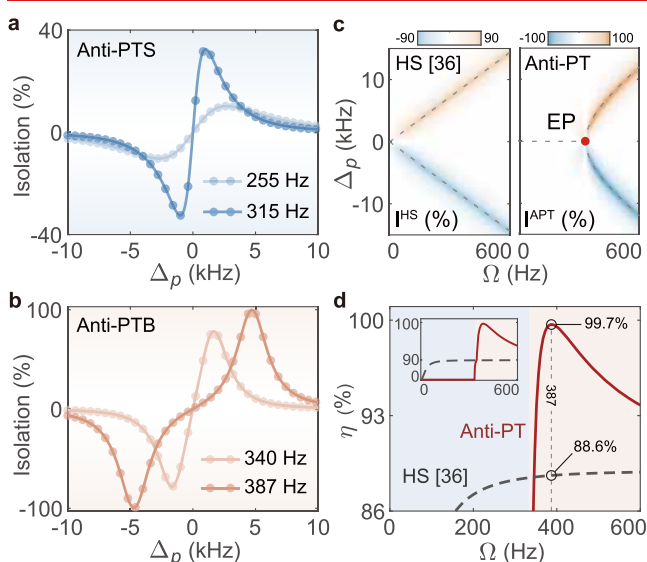 a
Anti-PTS
Isolation (%)
40
0
-40
255 Hz
315 Hz
-10 -5 0 5 10
Δp (kHz)
b
Anti-PTB
Isolation (%)
100
0
-100
340 Hz
387 Hz
-10 -5 0 5 10
Δp (kHz)
c
-90 90
-100 100
HS [36]
Anti-PT
EP
Δp (kHz)
10
0
-10
I^HS (%)
I^APT (%)
0 600
0 600
Ω (Hz)
Ω (Hz)
d
η (%)
100
93
86
100
90
0
0 600
99.7%
387
Anti-PT
HS [36]
88.6%
0 200 400 600
Ω (Hz)